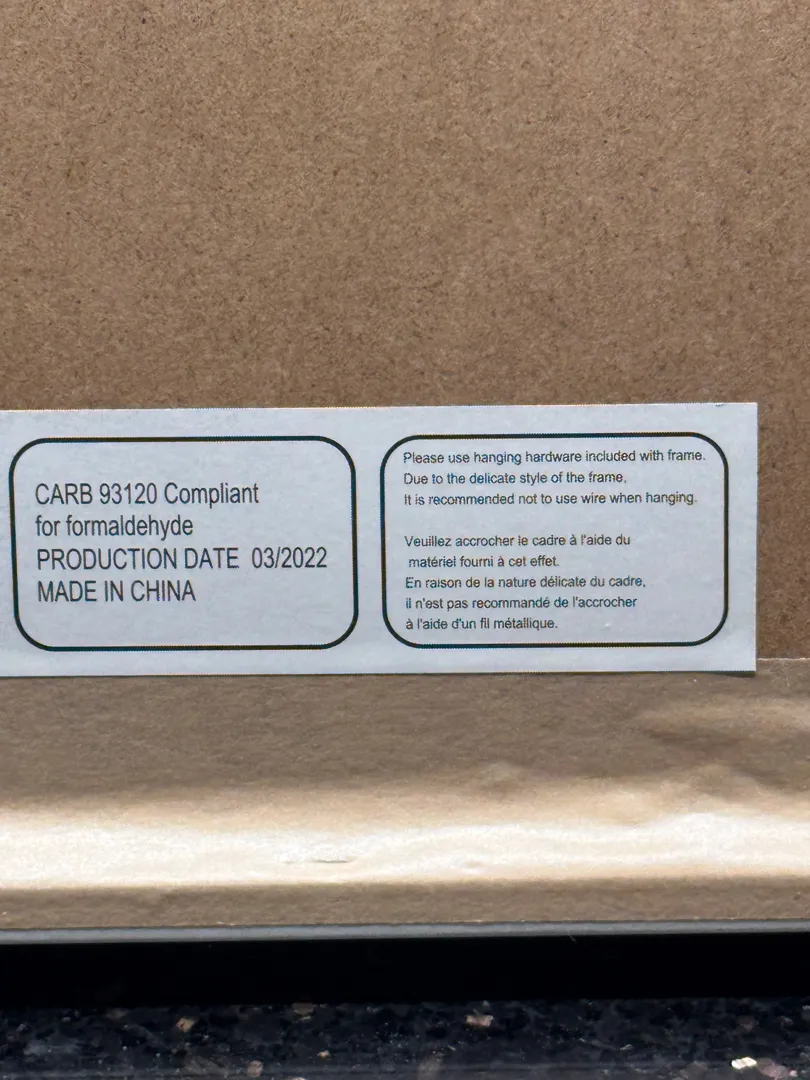 CARB 93120 Compliant
for formaldehyde
PRODUCTION DATE 03/2022
MADE IN CHINA
Please use hanging hardware included with frame.
Due to the delicate style of the frame,
It is recommended not to use wire when hanging.
Veuillez accrocher le cadre à l'aide du
matériel fourni à cet effet.
En raison de la nature délicate du cadre,
il n'est pas recommandé de l'accrocher
à l'aide d'un fil métallique.